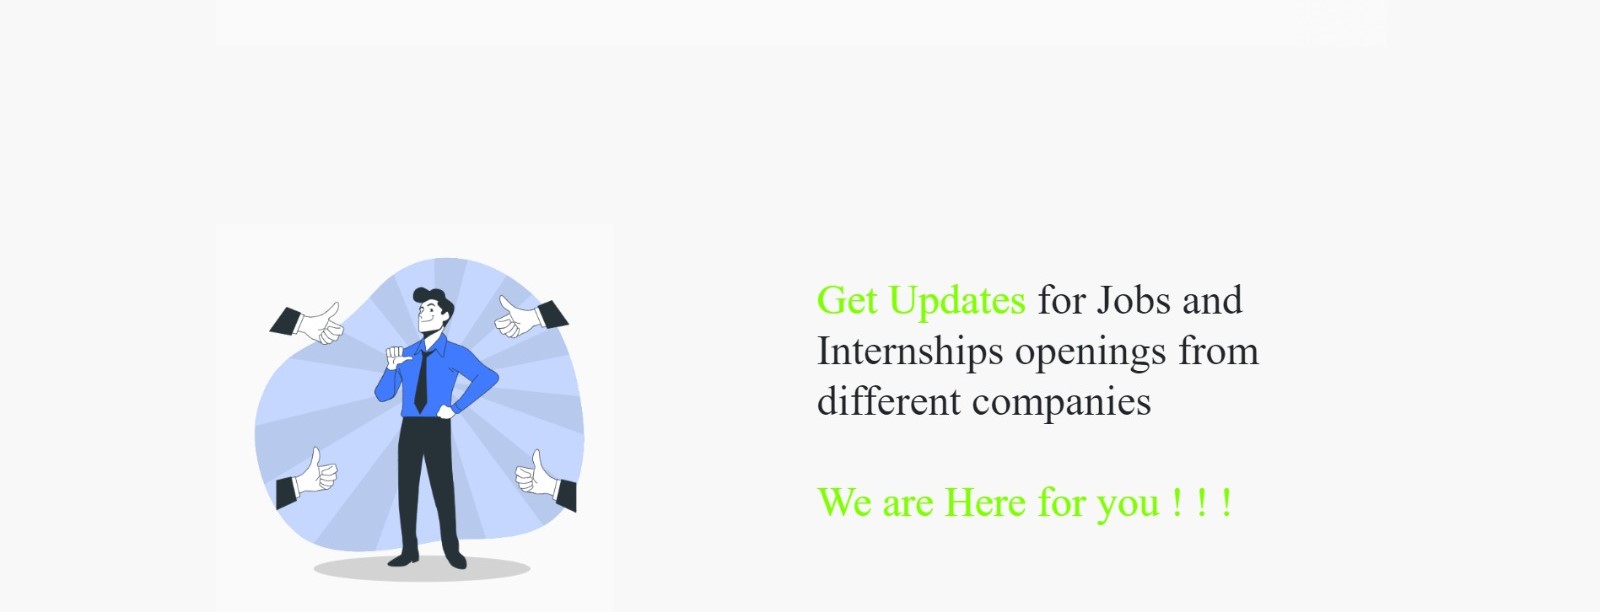 Get Updates for Jobs and
Internships openings from
different companies
We are Here for you ! ! !